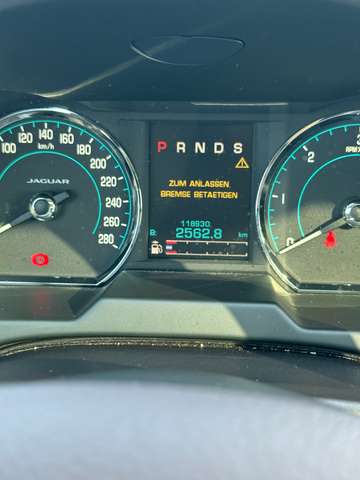 100 120 140 160 180 200 220 240 260 280
km/h
JAGUAR
P R N D S
ZUM ANLASSEN
BREMSE BETAETIGEN
118930
B: 2562.8 km
0 1 2 3
RPM X